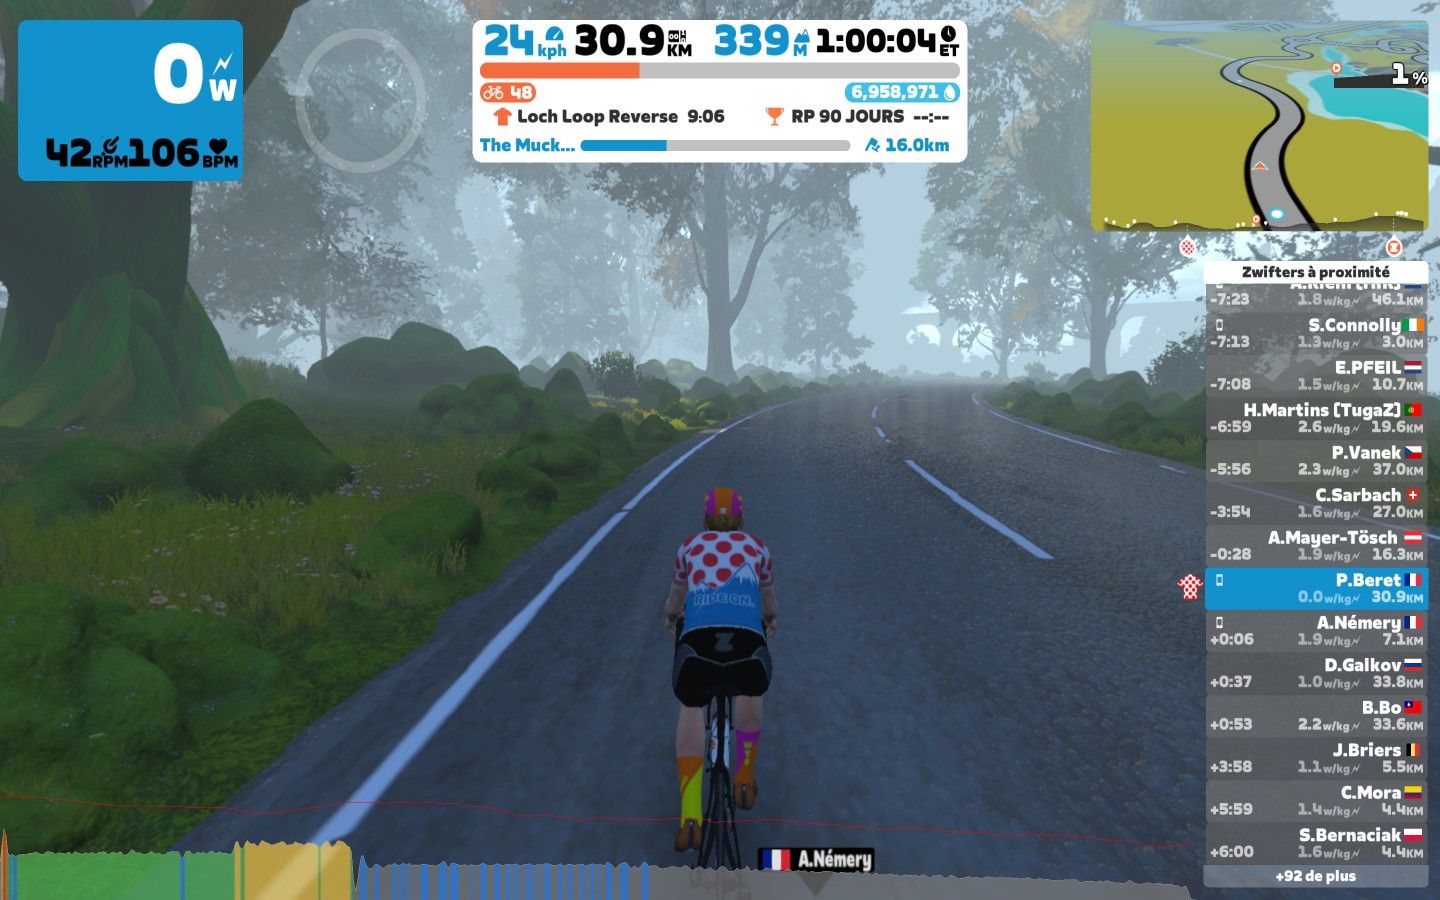 0w
42RPM 106 BPM
24 kph 30.9 KM 339 M 1:00:04 ET
48 6,958,971
Loch Loop Reverse 9:06 RP 90 JOURS --:--
The Muck... 16.0km
1 %
Zwifters à proximité
-7:23 1.8w/kg 46.1KM
S.Connolly
-7:13 1.3w/kg 3.0KM
E.PFEIL
-7:08 1.5w/kg 10.7KM
H.Martins [TugaZ]
-6:59 2.6w/kg 19.6KM
P.Vanek
-5:56 2.3w/kg 37.0KM
C.Sarbach
-3:54 1.6w/kg 27.0KM
A.Mayer-Tösch
-0:28 1.9w/kg 16.3KM
P.Beret
0.0w/kg 30.9KM
A.Némery
+0:06 1.9w/kg 7.1KM
D.Galkov
+0:37 1.0w/kg 33.8KM
B.Bo
+0:53 2.2w/kg 33.6KM
J.Briers
+3:58 1.1w/kg 5.5KM
C.Mora
+5:59 1.4w/kg 4.4KM
S.Bernaciak
+6:00 1.6w/kg 4.4KM
+92 de plus
RIDE ON.
A.Némery